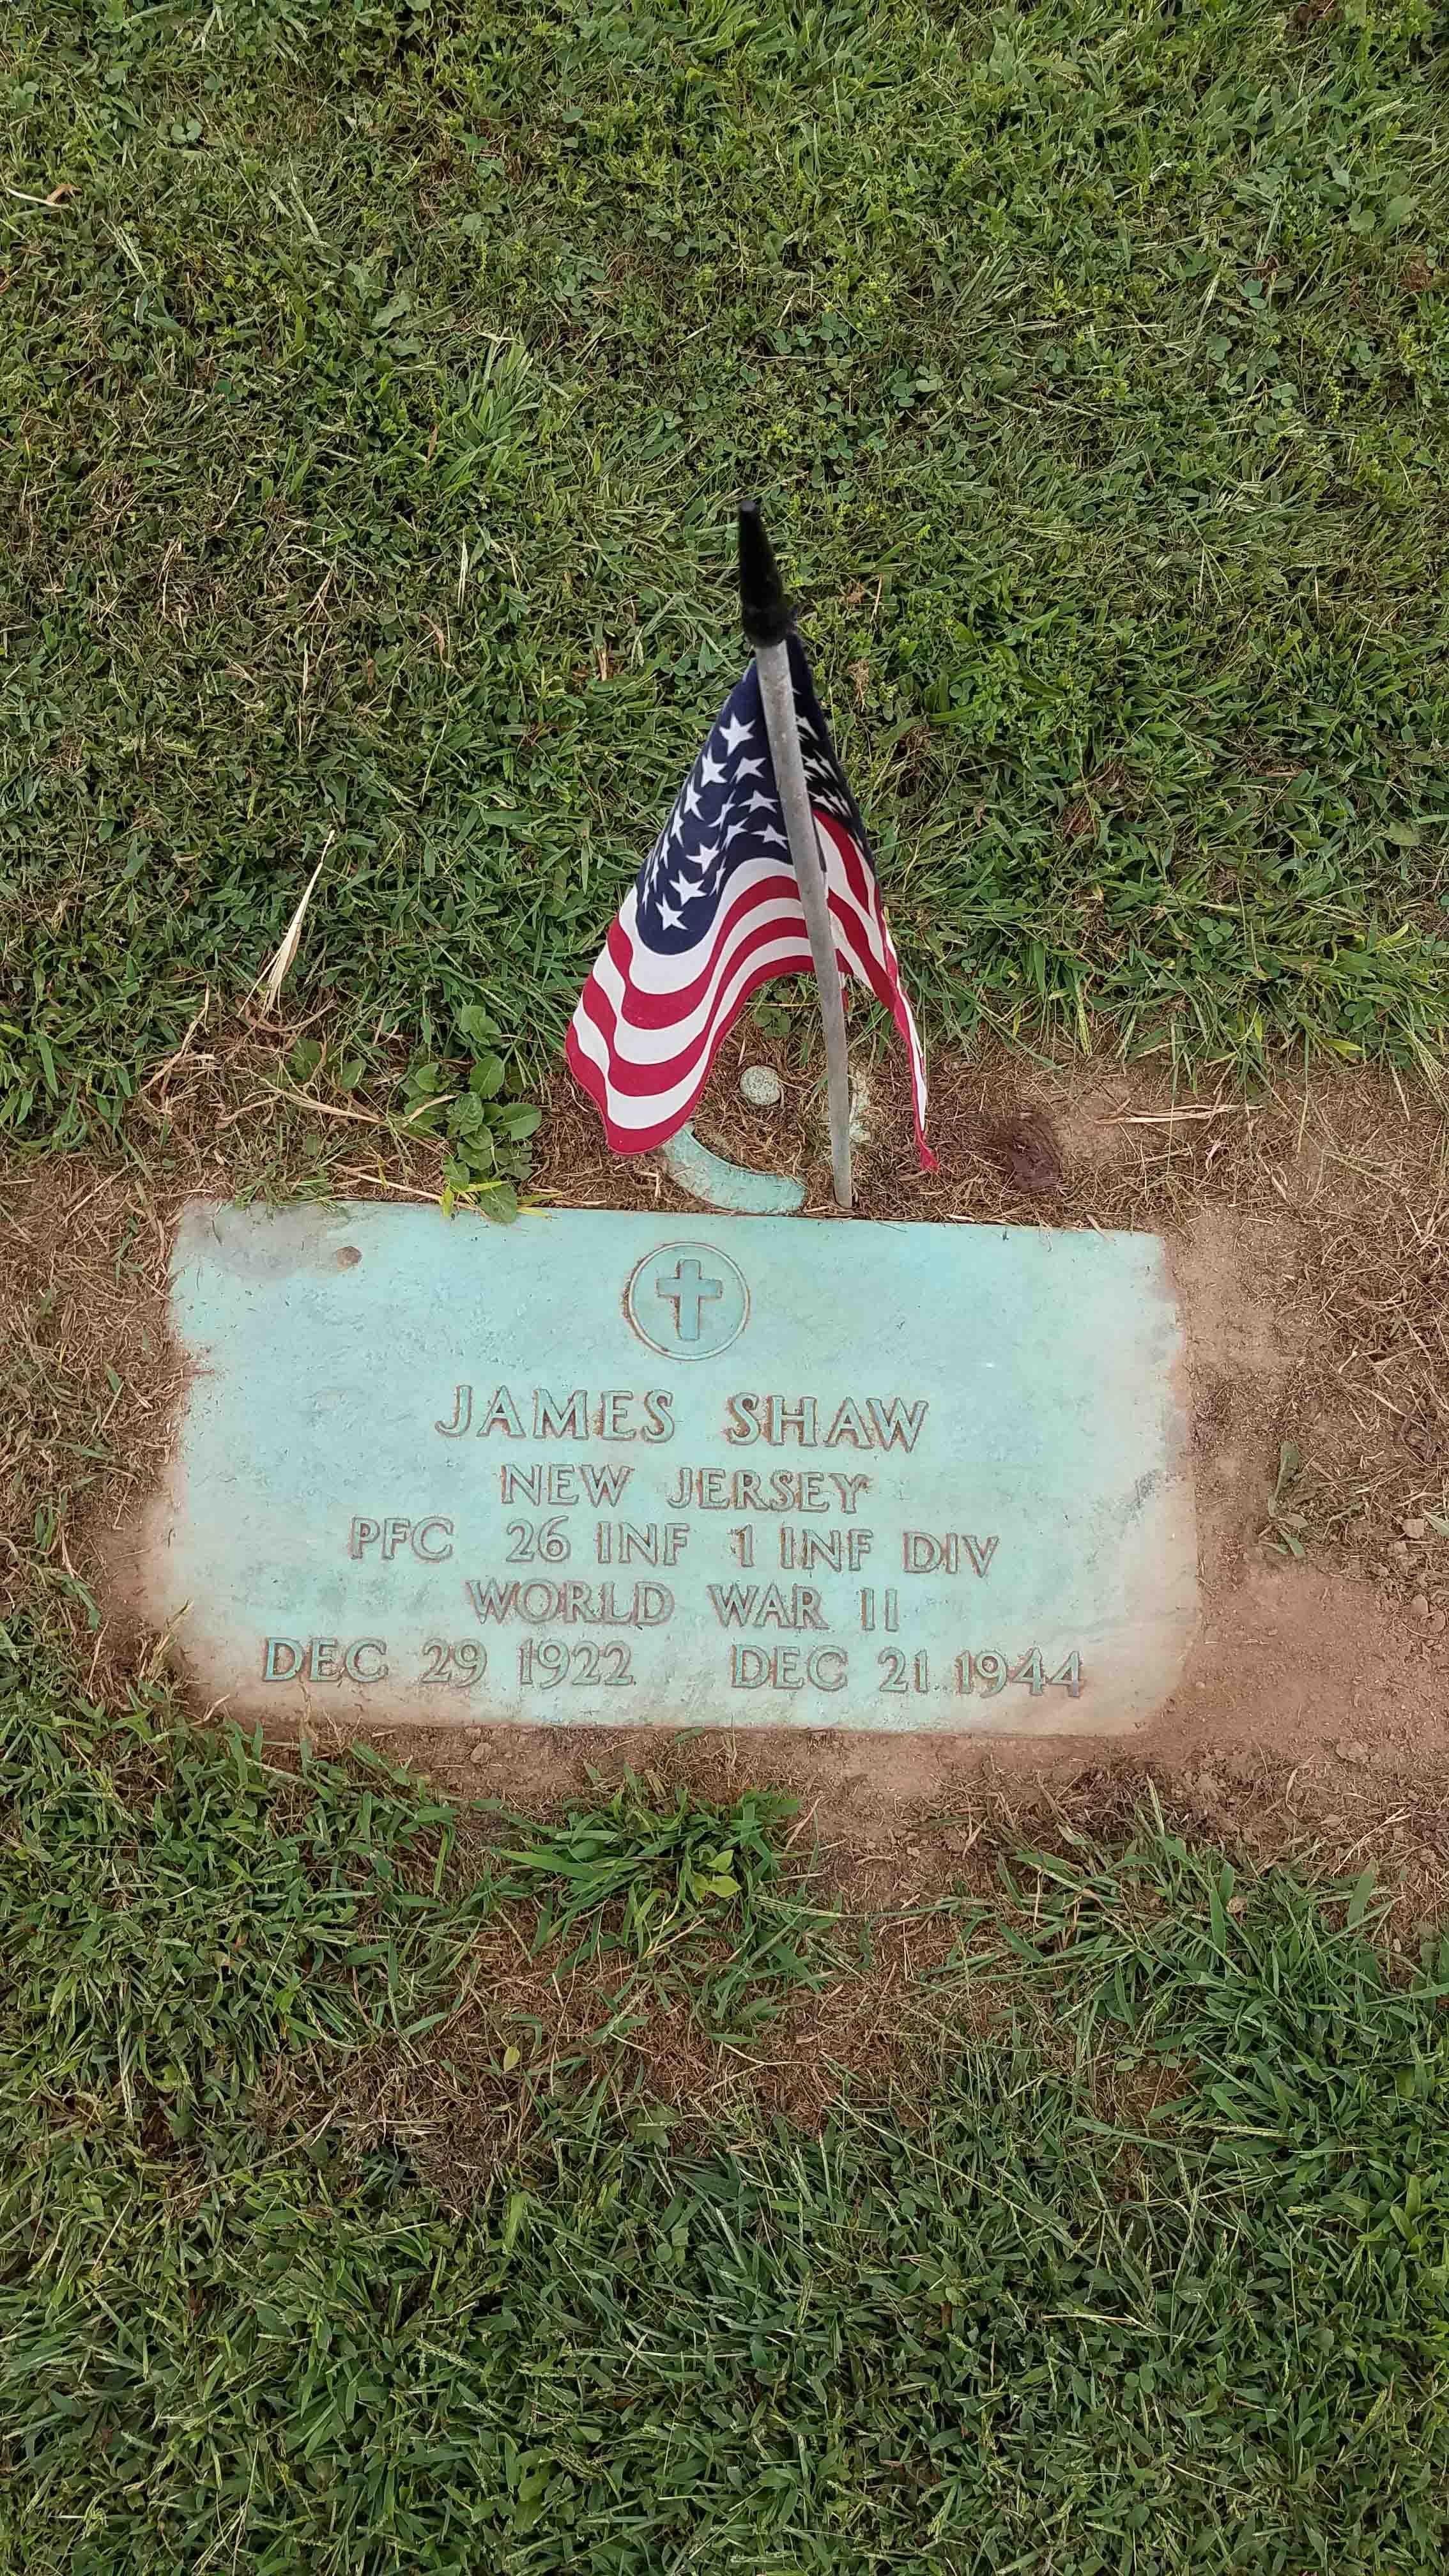 JAMES SHAW
NEW JERSEY
PFC 26 INF 1 INF DIV
WORLD WAR II
DEC 29 1922 DEC 21 1944